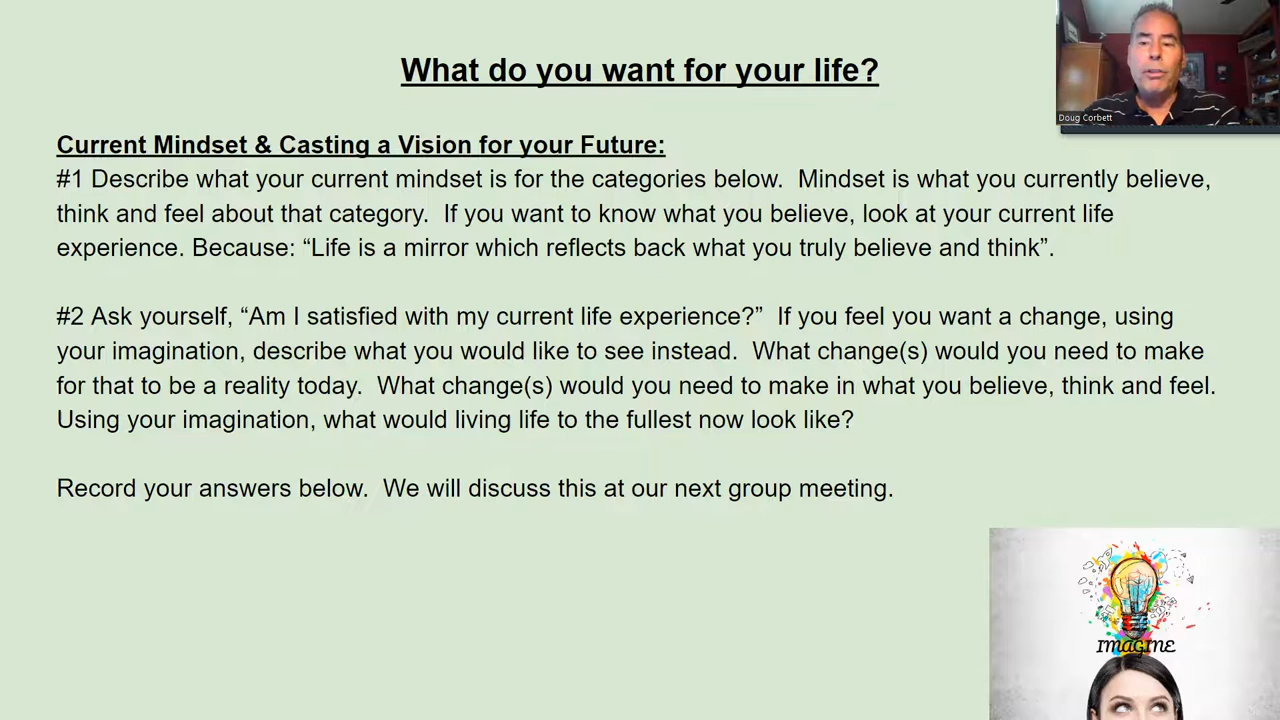 What do you want for your life?
Doug Corbett
Current Mindset & Casting a Vision for your Future:
#1 Describe what your current mindset is for the categories below.  Mindset is what you currently believe,
think and feel about that category.  If you want to know what you believe, look at your current life
experience. Because: “Life is a mirror which reflects back what you truly believe and think”.
#2 Ask yourself, “Am I satisfied with my current life experience?”  If you feel you want a change, using
your imagination, describe what you would like to see instead.  What change(s) would you need to make
for that to be a reality today.  What change(s) would you need to make in what you believe, think and feel.
Using your imagination, what would living life to the fullest now look like?
Record your answers below.  We will discuss this at our next group meeting.
IMAGINE